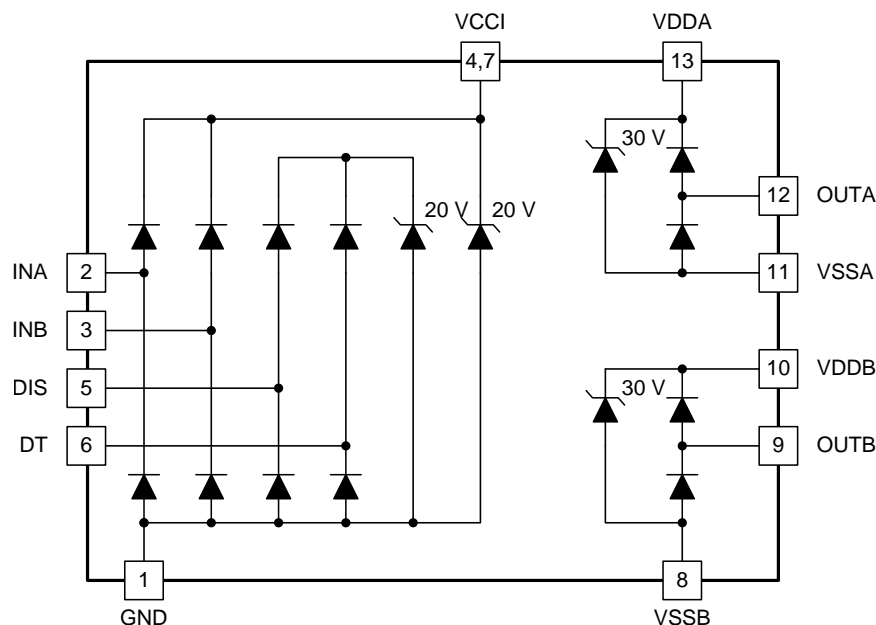 VCCI
VDDA
4,7
13
30 V
20 V
20 V
12
OUTA
INA
2
11
VSSA
INB
3
DIS
5
10
VDDB
30 V
DT
6
9
OUTB
1
8
GND
VSSB